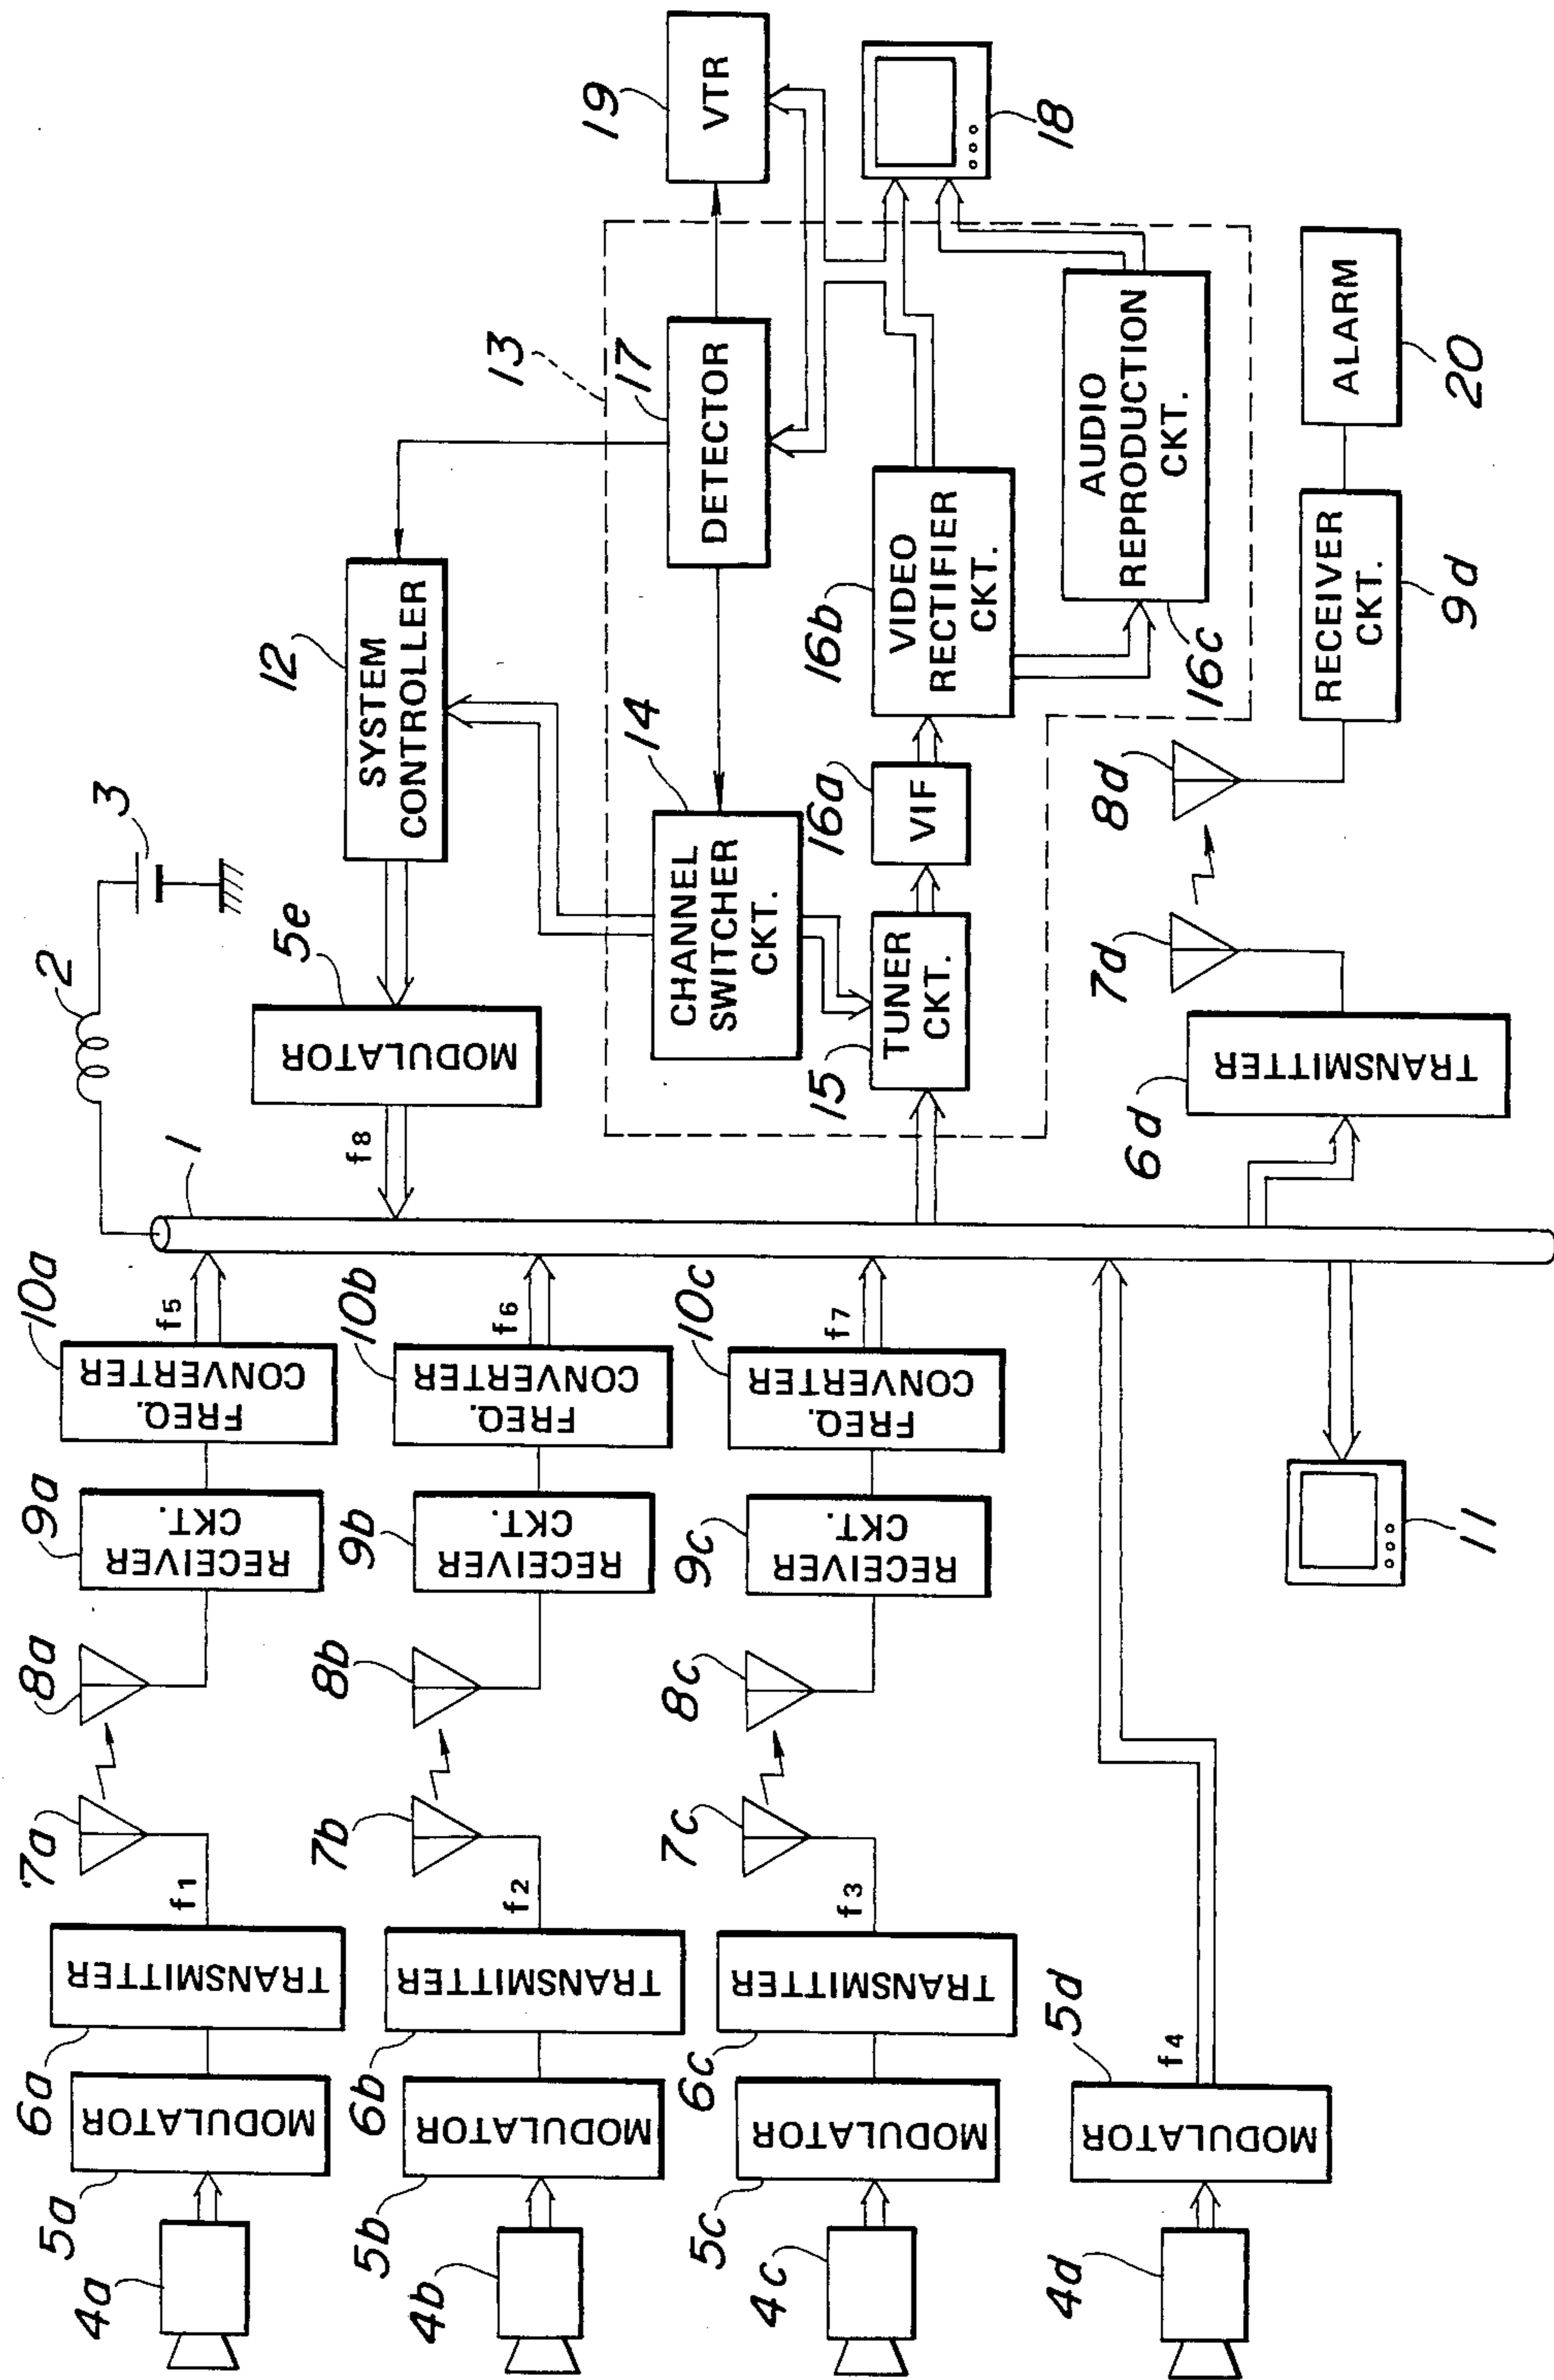 4a
5a
MODULATOR
6a
TRANSMITTER
f1
7a
8a
9a
RECEIVER
CKT.
10a
FREQ.
CONVERTER
f5
4b
5b
MODULATOR
6b
TRANSMITTER
f2
7b
8b
9b
RECEIVER
CKT.
10b
FREQ.
CONVERTER
f6
4c
5c
MODULATOR
6c
TRANSMITTER
f3
7c
8c
9c
RECEIVER
CKT.
10c
FREQ.
CONVERTER
f7
4d
5d
MODULATOR
f4
11
1
2
3
f8
5e
MODULATOR
12
SYSTEM
CONTROLLER
13
14
CHANNEL
SWITCHER
CKT.
17
DETECTOR
19
VTR
15
TUNER
CKT.
16a
VIF
16b
VIDEO
RECTIFIER
CKT.
18
16c
AUDIO
REPRODUCTION
CKT.
6d
TRANSMITTER
7d
8d
9d
RECEIVER
CKT.
20
ALARM